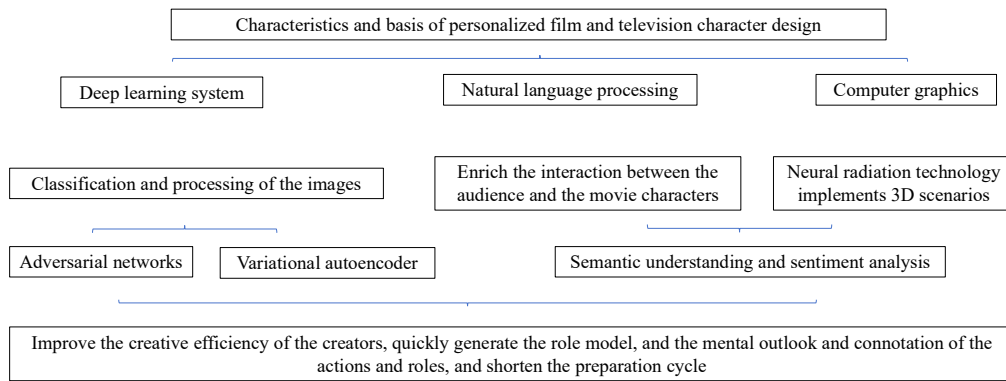 Characteristics and basis of personalized film and television character design
Deep learning system
Natural language processing
Computer graphics
Classification and processing of the images
Enrich the interaction between the
audience and the movie characters
Neural radiation technology
implements 3D scenarios
Adversarial networks
Variational autoencoder
Semantic understanding and sentiment analysis
Improve the creative efficiency of the creators, quickly generate the role model, and the mental outlook and connotation of the
actions and roles, and shorten the preparation cycle